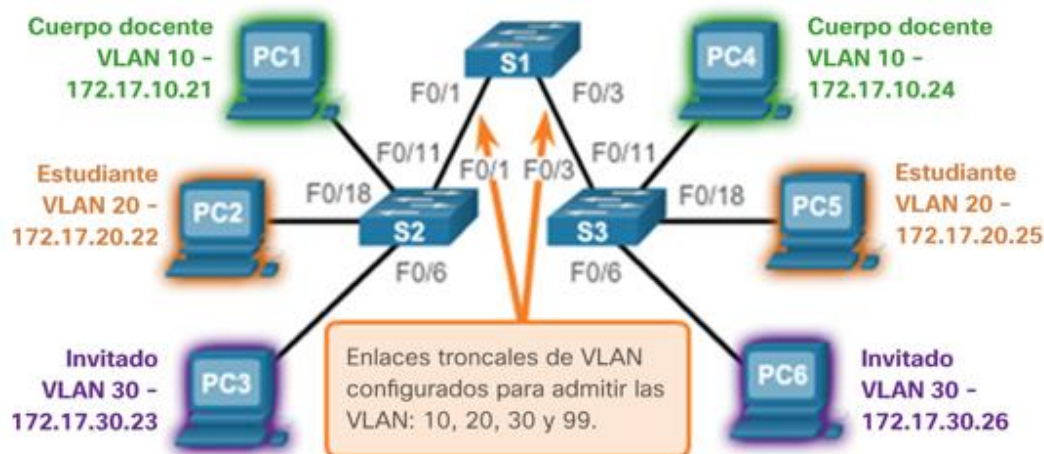 Cuerpo docente
VLAN 10 –
172.17.10.21
PC1
S1
PC4
Cuerpo docente
VLAN 10 –
172.17.10.24
F0/1
F0/3
F0/11
F0/1
F0/3
F0/11
Estudiante
VLAN 20 –
172.17.20.22
PC2
F0/18
S2
S3
F0/18
PC5
Estudiante
VLAN 20 –
172.17.20.25
F0/6
F0/6
Invitado
VLAN 30 –
172.17.30.23
PC3
Enlaces troncales de VLAN
configurados para admitir las
VLAN: 10, 20, 30 y 99.
PC6
Invitado
VLAN 30 –
172.17.30.26